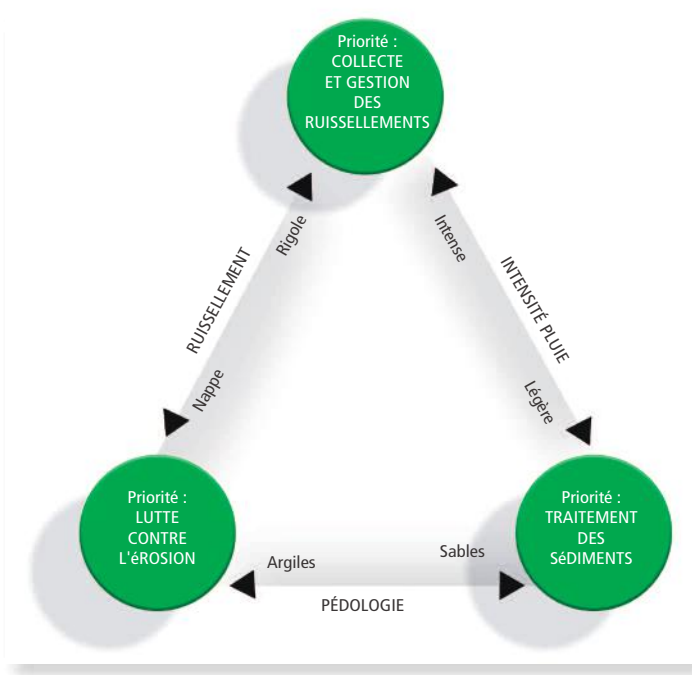 Priorité :
COLLECTE
ET GESTION
DES
RUISSELLEMENTS
Rigole
RUISSELLEMENT
Nappe
Intense
INTENSITÉ PLUIE
Légère
Priorité :
LUTTE
CONTRE
L'éROSION
Priorité :
TRAITEMENT
DES
SéDIMENTS
Argiles
Sables
PÉDOLOGIE